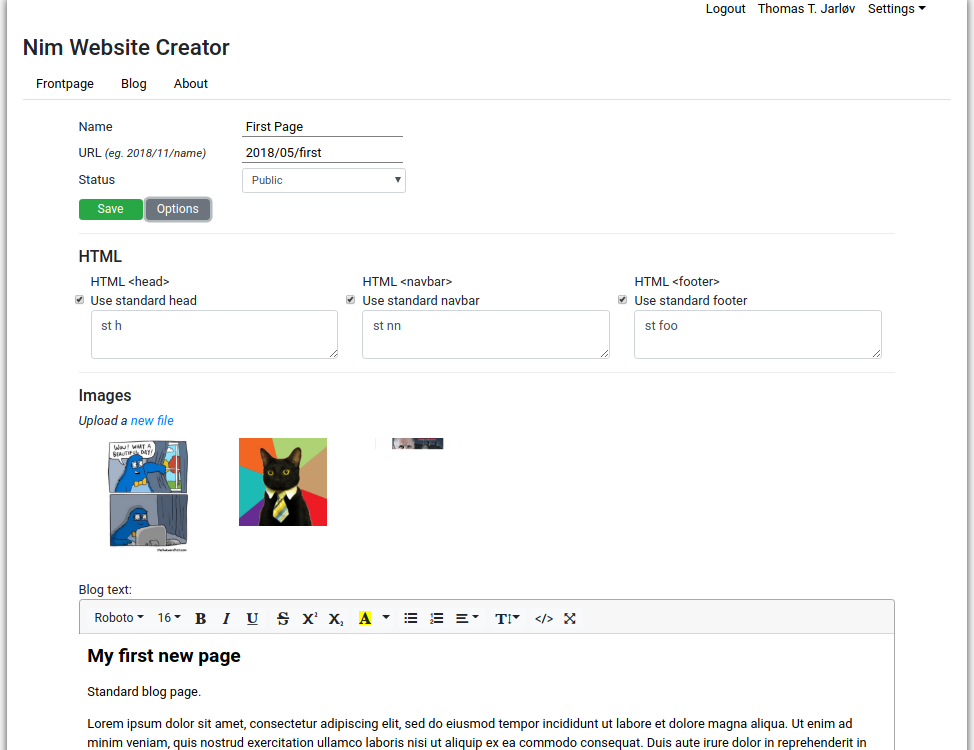 Logout Thomas T. Jarløv Settings
Nim Website Creator
Frontpage Blog About
Name First Page
URL (eg. 2018/11/name) 2018/05/first
Status Public
Save Options
HTML
HTML <head> HTML <navbar> HTML <footer>
Use standard head Use standard navbar Use standard footer
st h st nn st foo
Images
Upload a new file
WOW! WHAT A
BEAUTIFUL DAY!
Blog text:
Roboto 16 B I U S X² X₂ A T! </>
My first new page
Standard blog page.
Lorem ipsum dolor sit amet, consectetur adipiscing elit, sed do eiusmod tempor incididunt ut labore et dolore magna aliqua. Ut enim ad
minim veniam, quis nostrud exercitation ullamco laboris nisi ut aliquip ex ea commodo consequat. Duis aute irure dolor in reprehenderit in